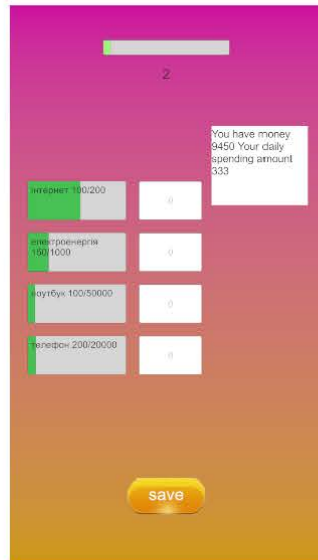 2
You have money
9450 Your daily
spending amount
333
інтернет 100/200
0
електроенергія
160/1000
0
ноутбук 100/50000
0
телефон 200/20000
0
save